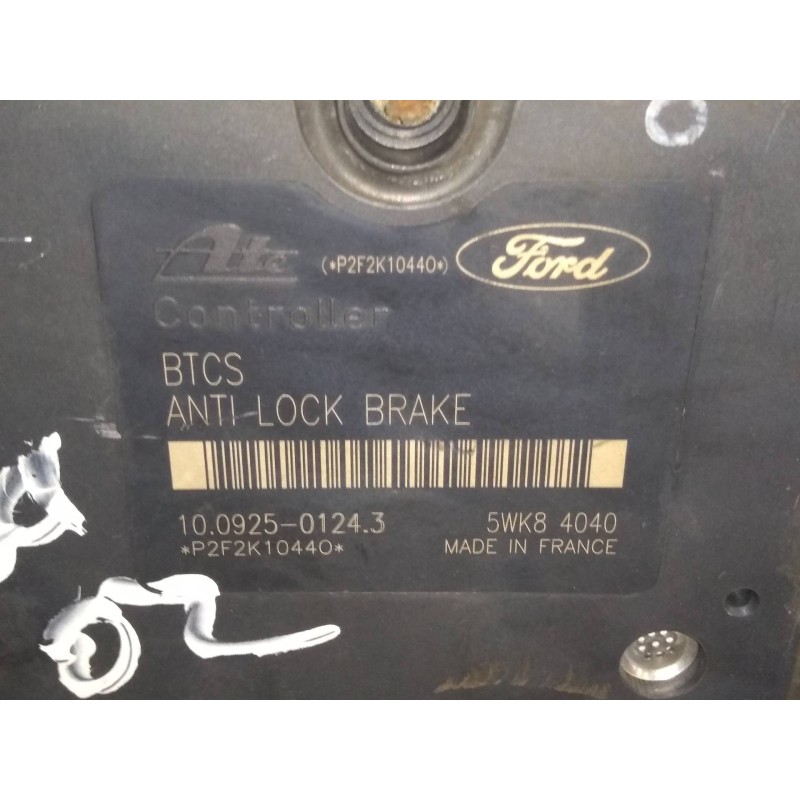 Ate (*P2F2K10440*) Ford
Controller
BTCS
ANTI LOCK BRAKE
10.0925-0124.3 5WK8 4040
*P2F2K10440* MADE IN FRANCE